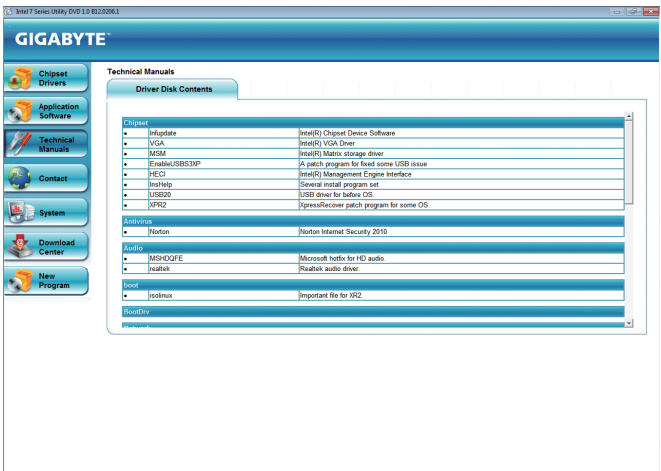 Intel 7 Series Utility DVD 1.0 B12.0206.1
GIGABYTE™
Chipset
Drivers
Application
Software
Technical
Manuals
Contact
System
Download
Center
New
Program
Technical Manuals
Driver Disk Contents
Chipset
• Infupdate Intel(R) Chipset Device Software
• VGA Intel(R) VGA Driver
• MSM Intel(R) Matrix storage driver
• EnableUSBS3XP A patch program for fixed some USB issue
• HECI Intel(R) Management Engine Interface
• InsHelp Several install program set
• USB20 USB driver for before OS.
• XPR2 XpressRecover patch program for some OS.
Antivirus
• Norton Norton Internet Security 2010
Audio
• MSHDQFE Microsoft hotfix for HD audio.
• realtek Realtek audio driver.
boot
• isolinux Important file for XR2.
BootDrv